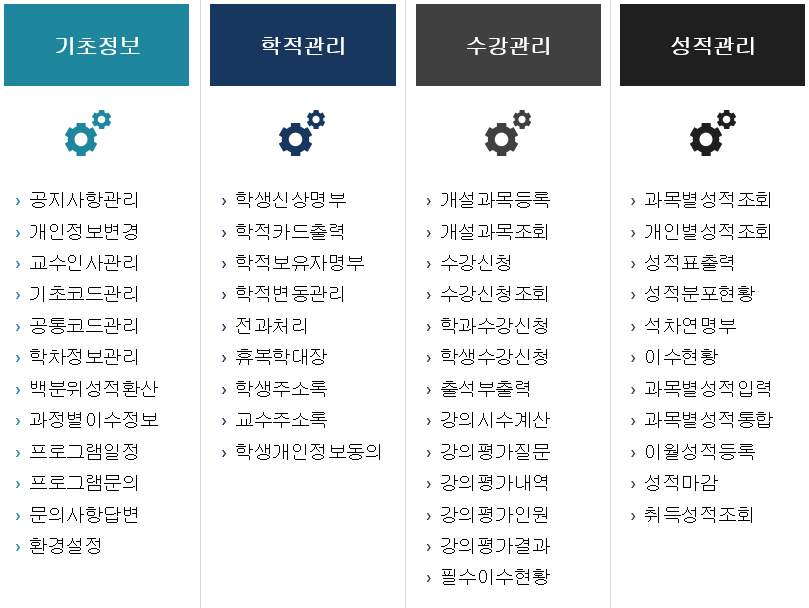 기초정보
› 공지사항관리
› 개인정보변경
› 교수인사관리
› 기초코드관리
› 공통코드관리
› 학차정보관리
› 백분위성적환산
› 과정별이수정보
› 프로그램일정
› 프로그램문의
› 문의사항답변
› 환경설정
학적관리
› 학생신상명부
› 학적카드출력
› 학적보유자명부
› 학적변동관리
› 전과처리
› 휴복학대장
› 학생주소록
› 교수주소록
› 학생개인정보동의
수강관리
› 개설과목등록
› 개설과목조회
› 수강신청
› 수강신청조회
› 학과수강신청
› 학생수강신청
› 출석부출력
› 강의시수계산
› 강의평가질문
› 강의평가내역
› 강의평가인원
› 강의평가결과
› 필수이수현황
성적관리
› 과목별성적조회
› 개인별성적조회
› 성적표출력
› 성적분포현황
› 석차연명부
› 이수현황
› 과목별성적입력
› 과목별성적통합
› 이월성적등록
› 성적마감
› 취득성적조회